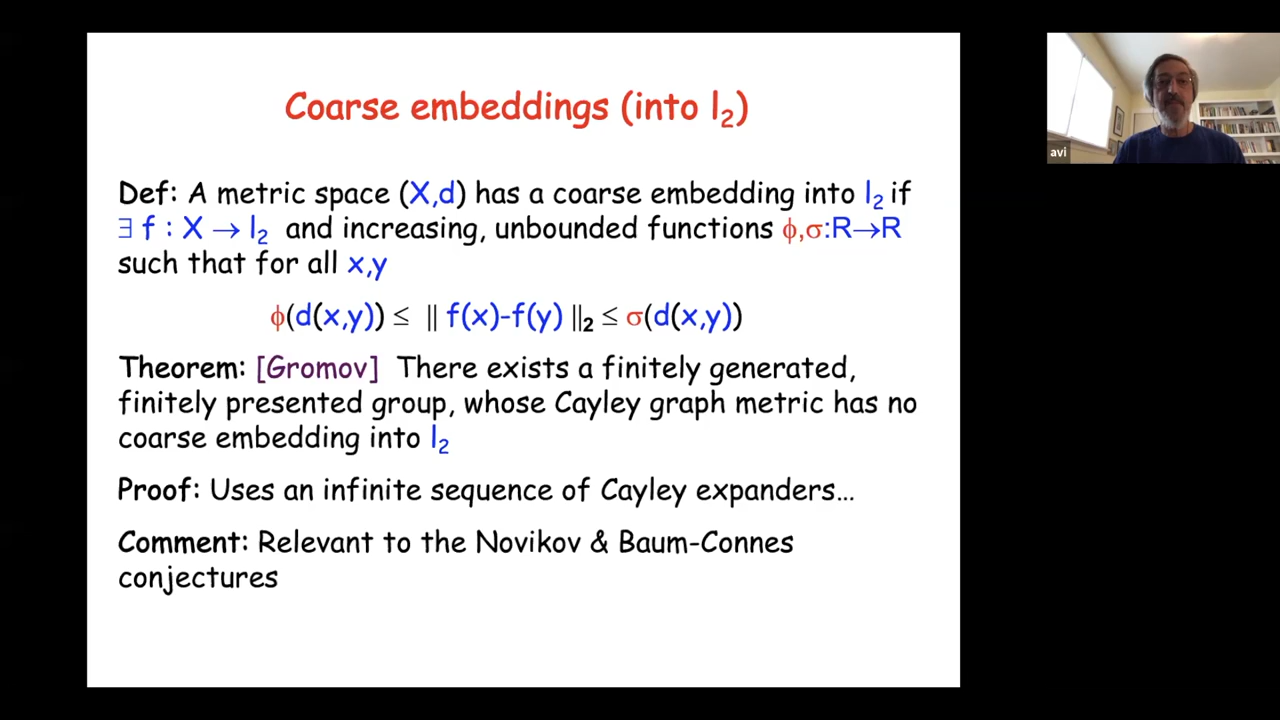 Coarse embeddings (into l₂)
avi
Def: A metric space (X,d) has a coarse embedding into l₂ if
∃ f : X → l₂ and increasing, unbounded functions ϕ,σ:R→R
such that for all x,y
ϕ(d(x,y)) ≤ || f(x)-f(y) ||₂ ≤ σ(d(x,y))
Theorem: [Gromov] There exists a finitely generated,
finitely presented group, whose Cayley graph metric has no
coarse embedding into l₂
Proof: Uses an infinite sequence of Cayley expanders…
Comment: Relevant to the Novikov & Baum-Connes
conjectures